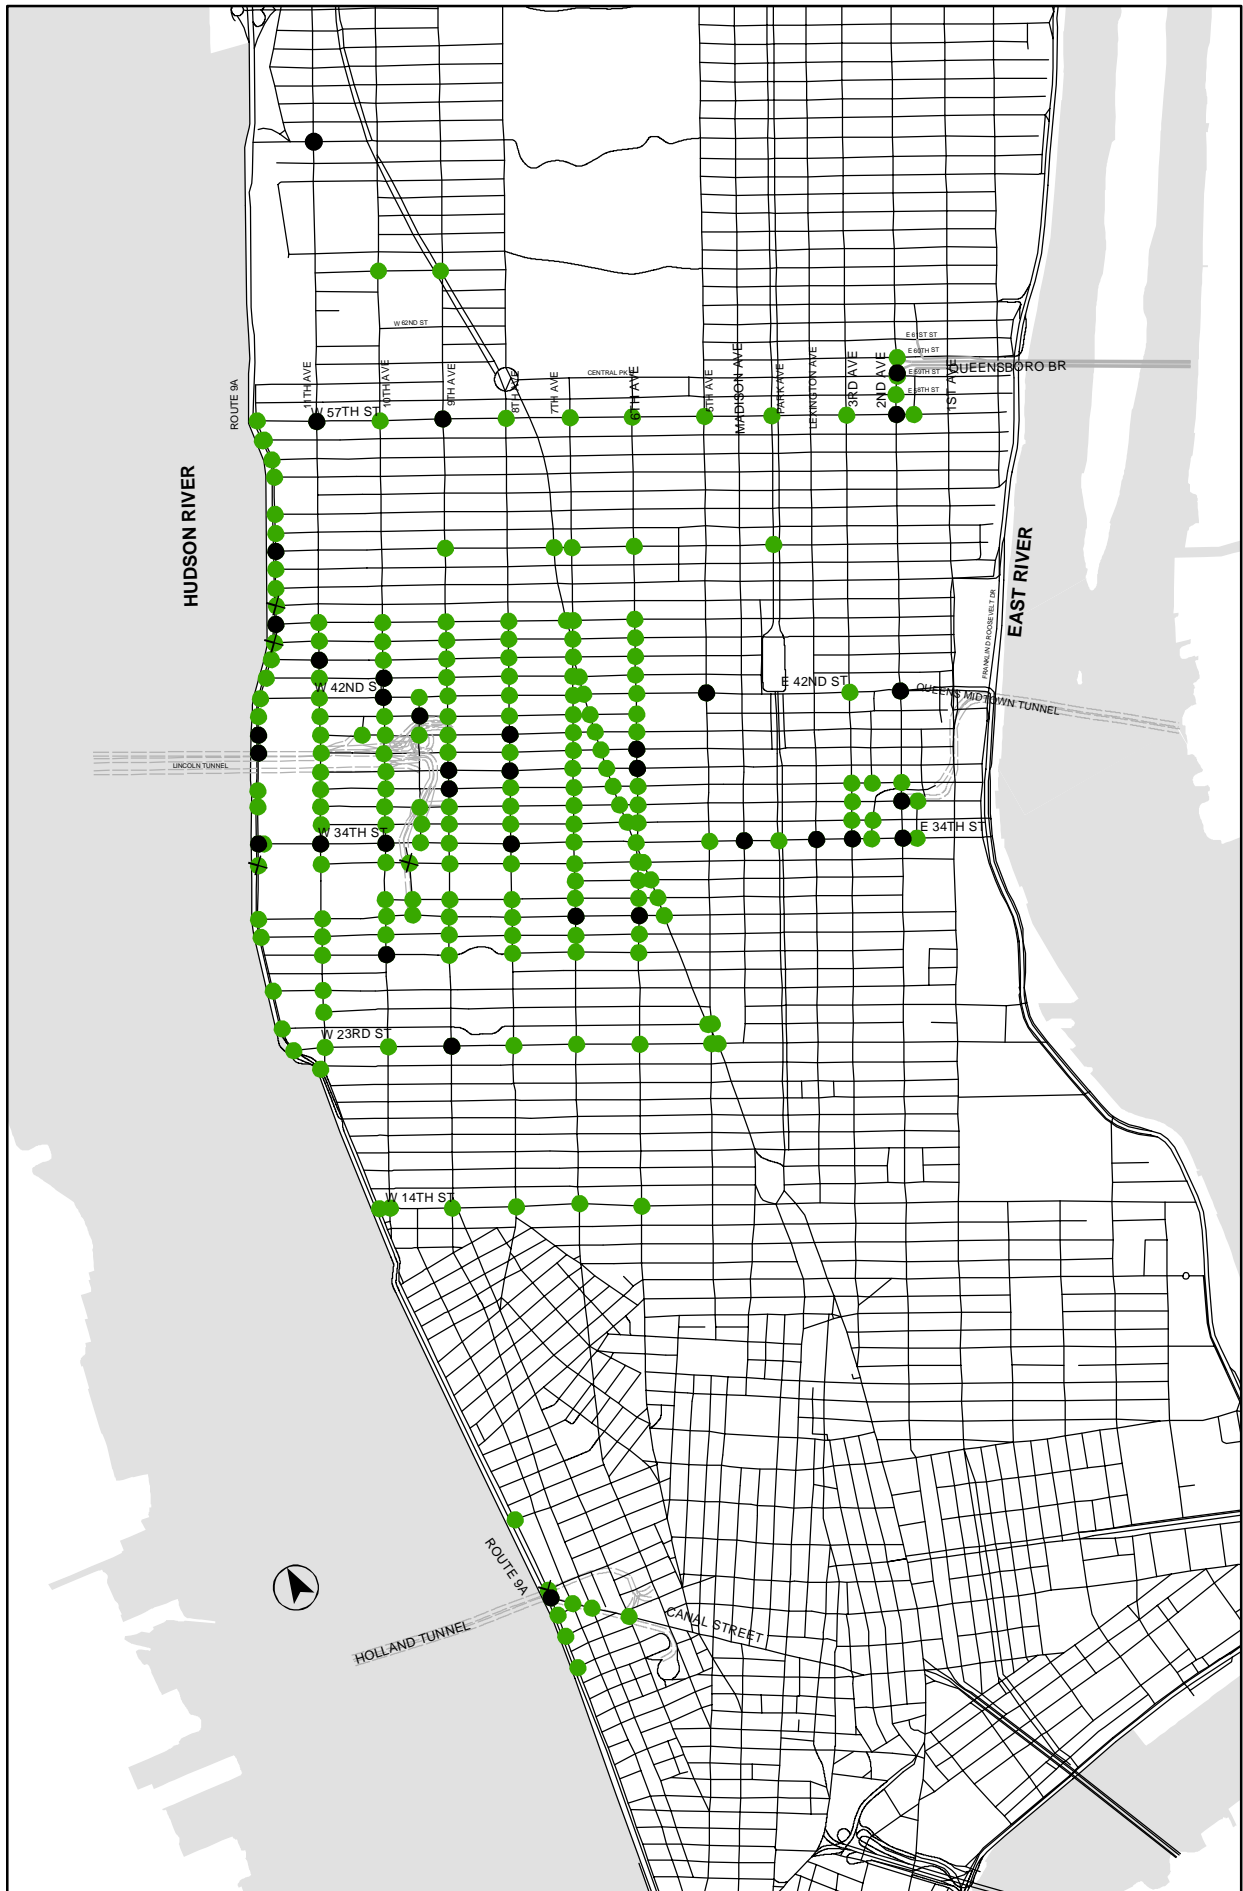 W 62ND ST
E 61ST ST
E 60TH ST
QUEENSBORO BR
CENTRAL PK
E 59TH ST
E 58TH ST
ROUTE 9A
11TH AVE
10TH AVE
9TH AVE
8TH AVE
7TH AVE
6TH AVE
5TH AVE
MADISON AVE
PARK AVE
LEXINGTON AVE
3RD AVE
2ND AVE
1ST AVE
W 57TH ST
HUDSON RIVER
EAST RIVER
FRANKLIN D ROOSEVELT DR
W 42ND S
E 42ND ST
QUEENS MIDTOWN TUNNEL
LINCOLN TUNNEL
W 34TH ST
E 34TH ST
W 23RD ST
W 14TH ST
ROUTE 9A
CANAL STREET
HOLLAND TUNNEL